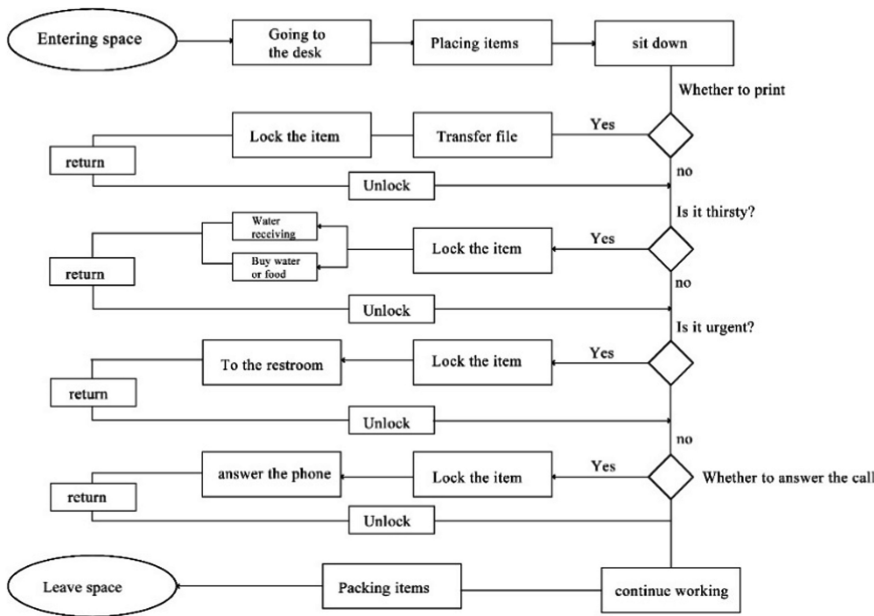 Entering space
Going to
the desk
Placing items
sit down
Whether to print
Lock the item
Transfer file
Yes
return
no
Unlock
Is it thirsty?
Water
receiving
Lock the item
Yes
Buy water
or food
return
no
Unlock
Is it urgent?
To the restroom
Lock the item
Yes
return
Unlock
no
answer the phone
Lock the item
Yes
Whether to answer the call
return
Unlock
Leave space
Packing items
continue working